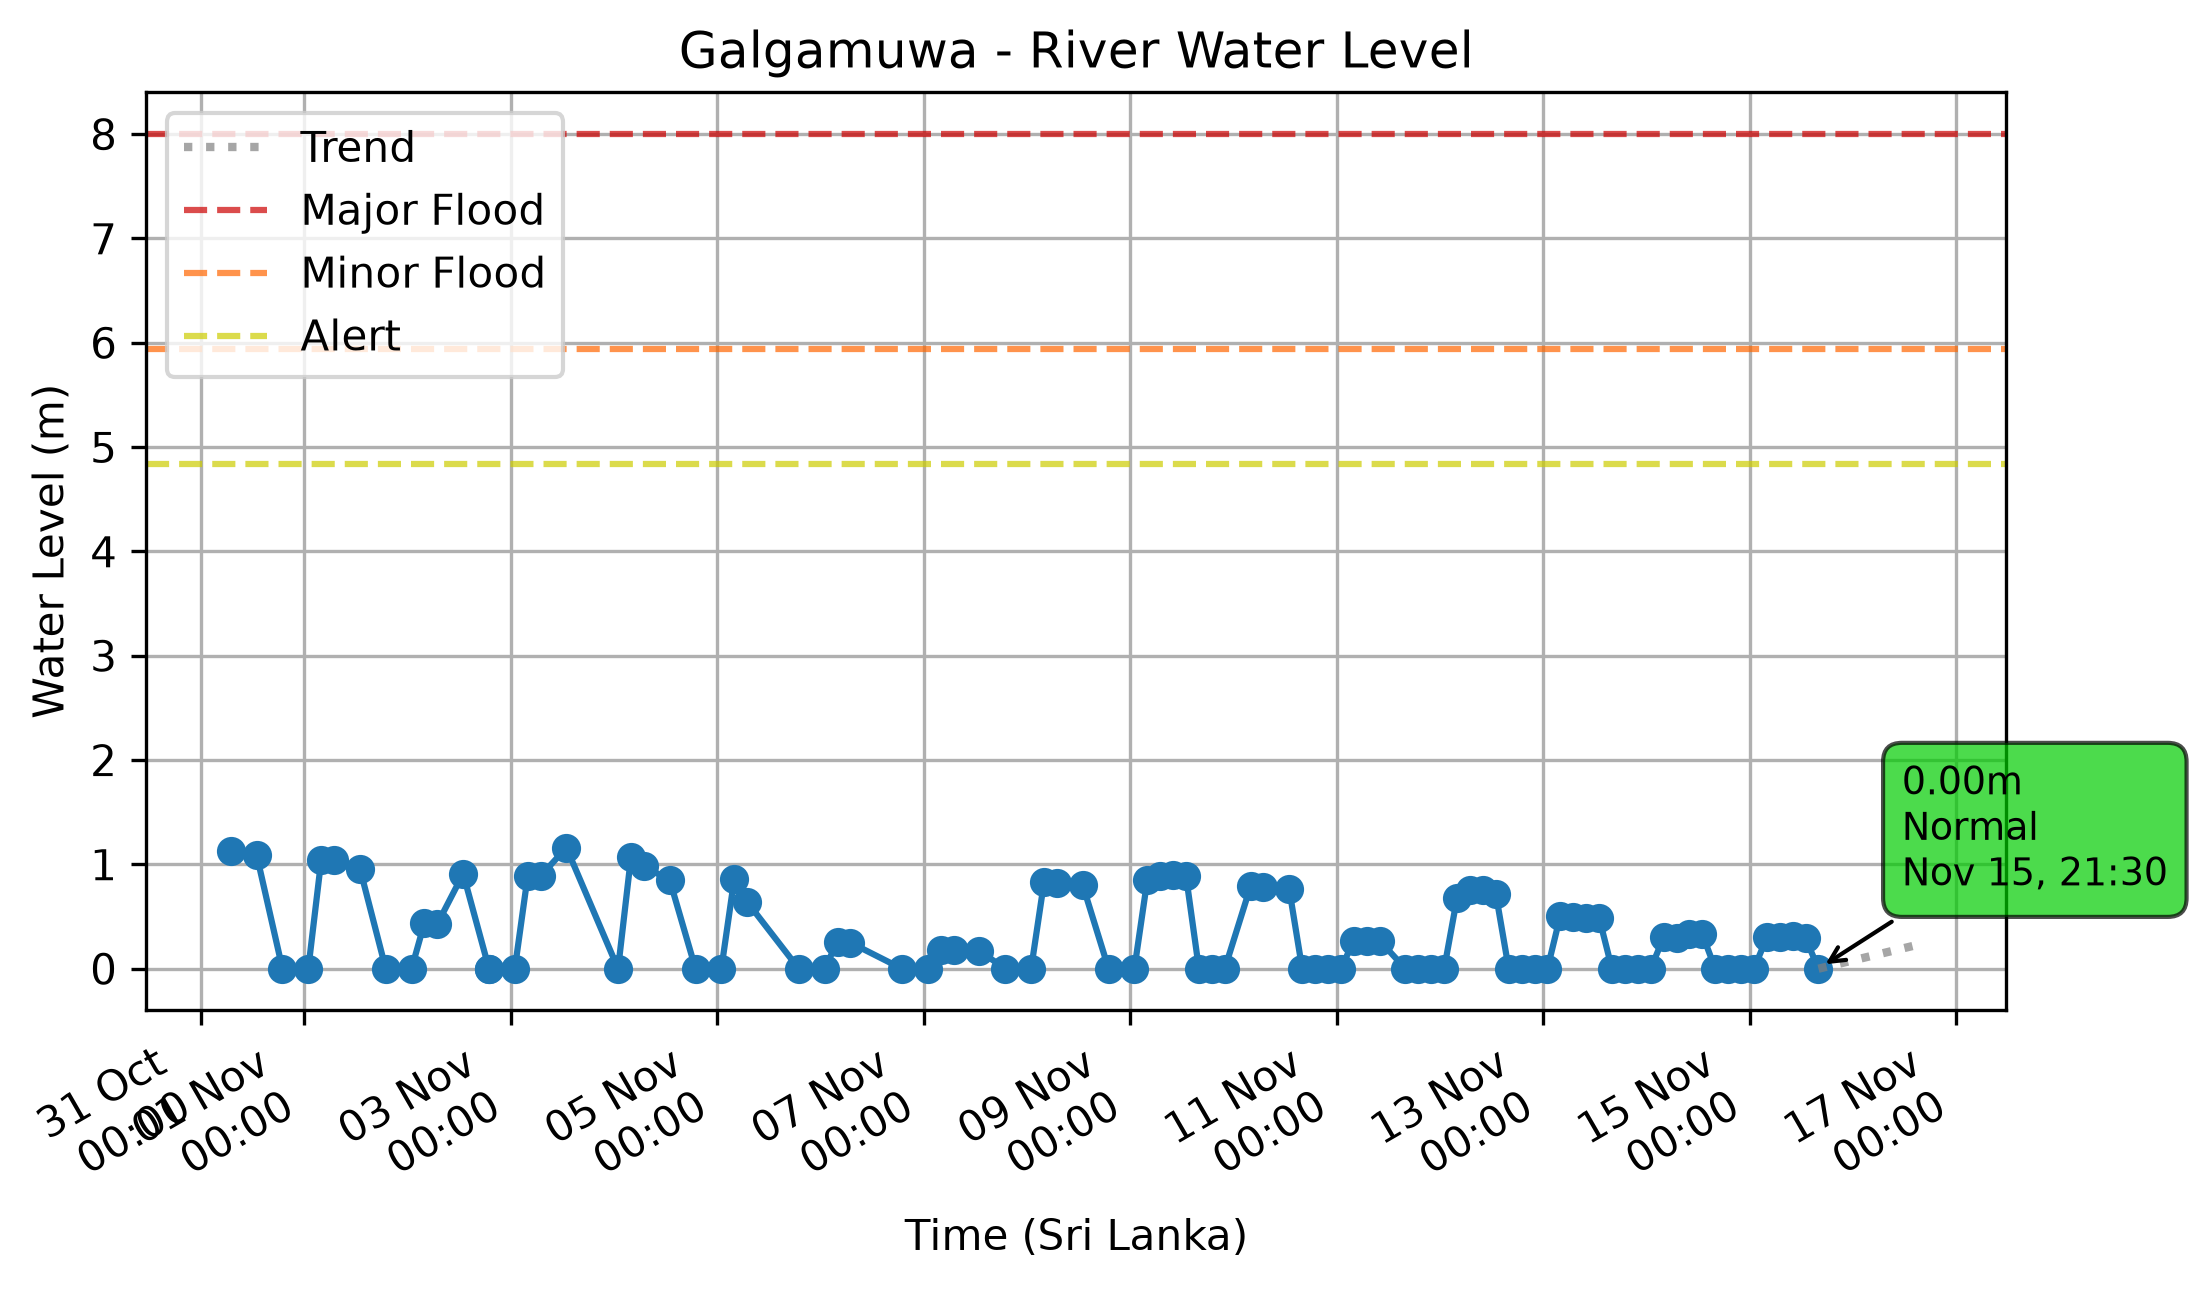 Galgamuwa - River Water Level
Trend
Major Flood
Minor Flood
Alert
Water Level (m)
8
7
6
5
4
3
2
1
0
0.00m
Normal
Nov 15, 21:30
31 Oct
00:00
01 Nov
00:00
03 Nov
00:00
05 Nov
00:00
07 Nov
00:00
09 Nov
00:00
11 Nov
00:00
13 Nov
00:00
15 Nov
00:00
17 Nov
00:00
Time (Sri Lanka)